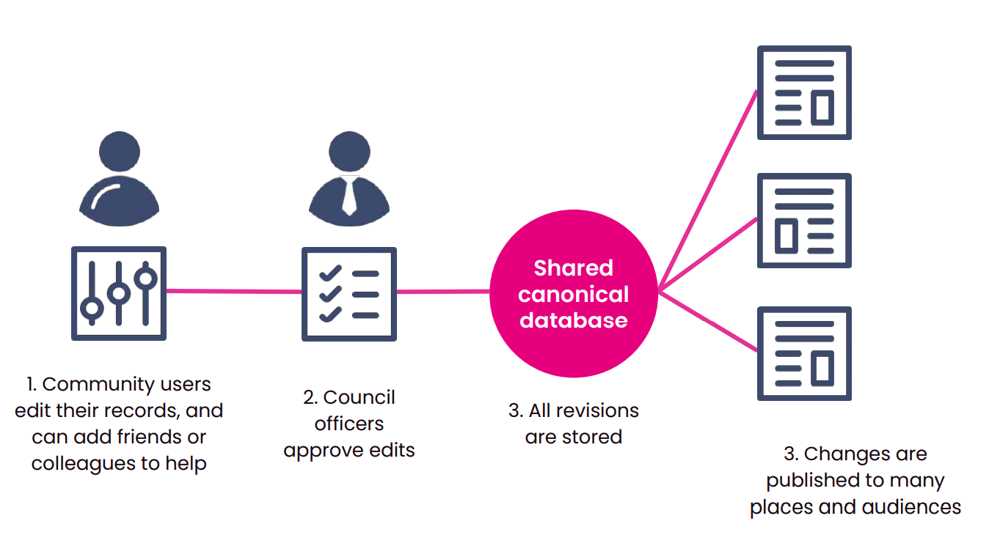 Shared
canonical
database
1. Community users
edit their records, and
can add friends or
colleagues to help
2. Council
officers
approve edits
3. All revisions
are stored
3. Changes are
published to many
places and audiences